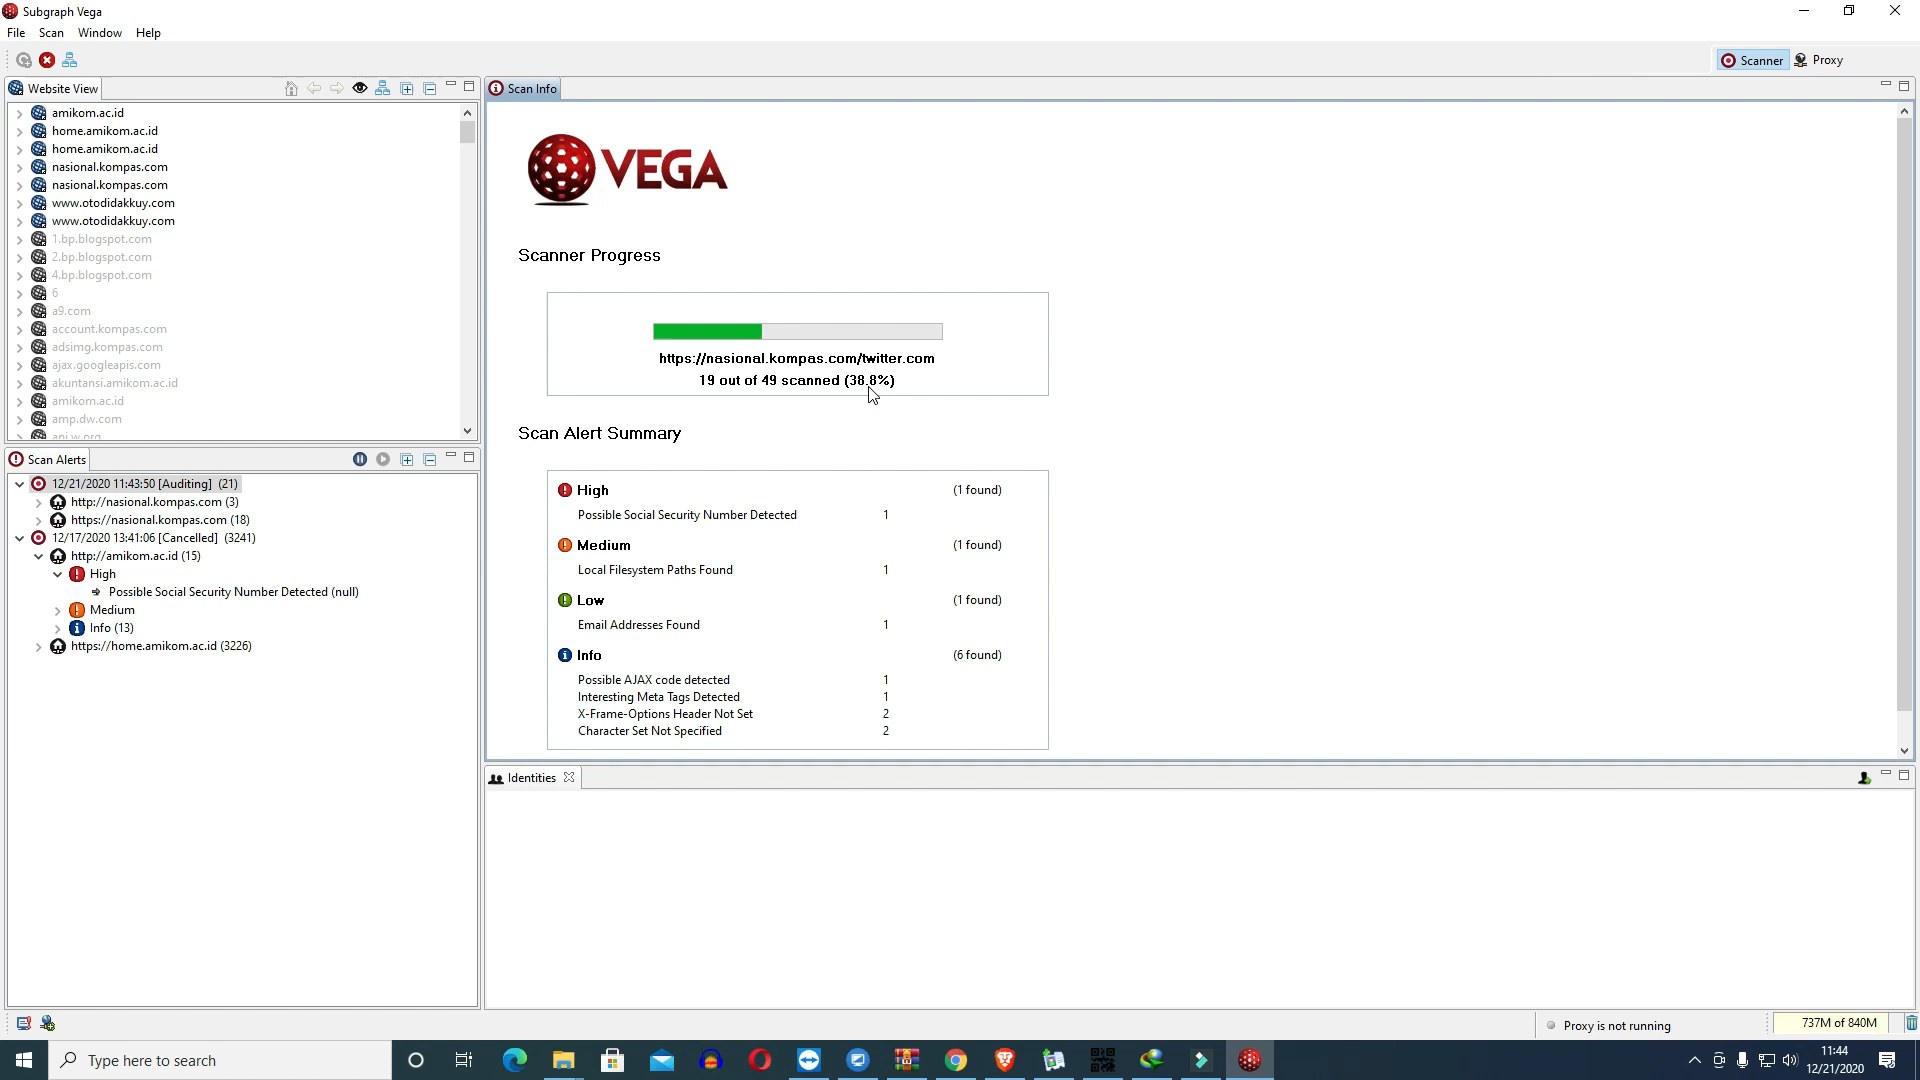 Subgraph Vega
File Scan Window Help
Scanner Proxy
Website View
amikom.ac.id
home.amikom.ac.id
home.amikom.ac.id
nasional.kompas.com
nasional.kompas.com
www.otodidakkuy.com
www.otodidakkuy.com
1.bp.blogspot.com
2.bp.blogspot.com
4.bp.blogspot.com
6
a9.com
account.kompas.com
adsimg.kompas.com
ajax.googleapis.com
akuntansi.amikom.ac.id
amikom.ac.id
amp.dw.com
api.w.org
Scan Alerts
12/21/2020 11:43:50 [Auditing] (21)
http://nasional.kompas.com (3)
https://nasional.kompas.com (18)
12/17/2020 13:41:06 [Cancelled] (3241)
http://amikom.ac.id (15)
High
Possible Social Security Number Detected (null)
Medium
Info (13)
https://home.amikom.ac.id (3226)
Scan Info
VEGA
Scanner Progress
https://nasional.kompas.com/twitter.com
19 out of 49 scanned (38.8%)
Scan Alert Summary
High (1 found)
Possible Social Security Number Detected 1
Medium (1 found)
Local Filesystem Paths Found 1
Low (1 found)
Email Addresses Found 1
Info (6 found)
Possible AJAX code detected 1
Interesting Meta Tags Detected 1
X-Frame-Options Header Not Set 2
Character Set Not Specified 2
Identities
Proxy is not running
737M of 840M
Type here to search
11:44
12/21/2020